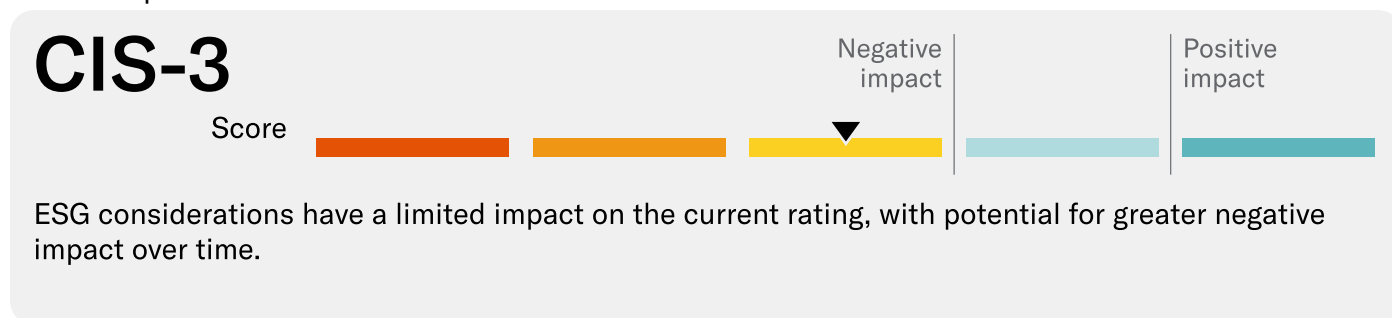 CIS-3
Negative
impact
Positive
impact
Score
ESG considerations have a limited impact on the current rating, with potential for greater negative
impact over time.